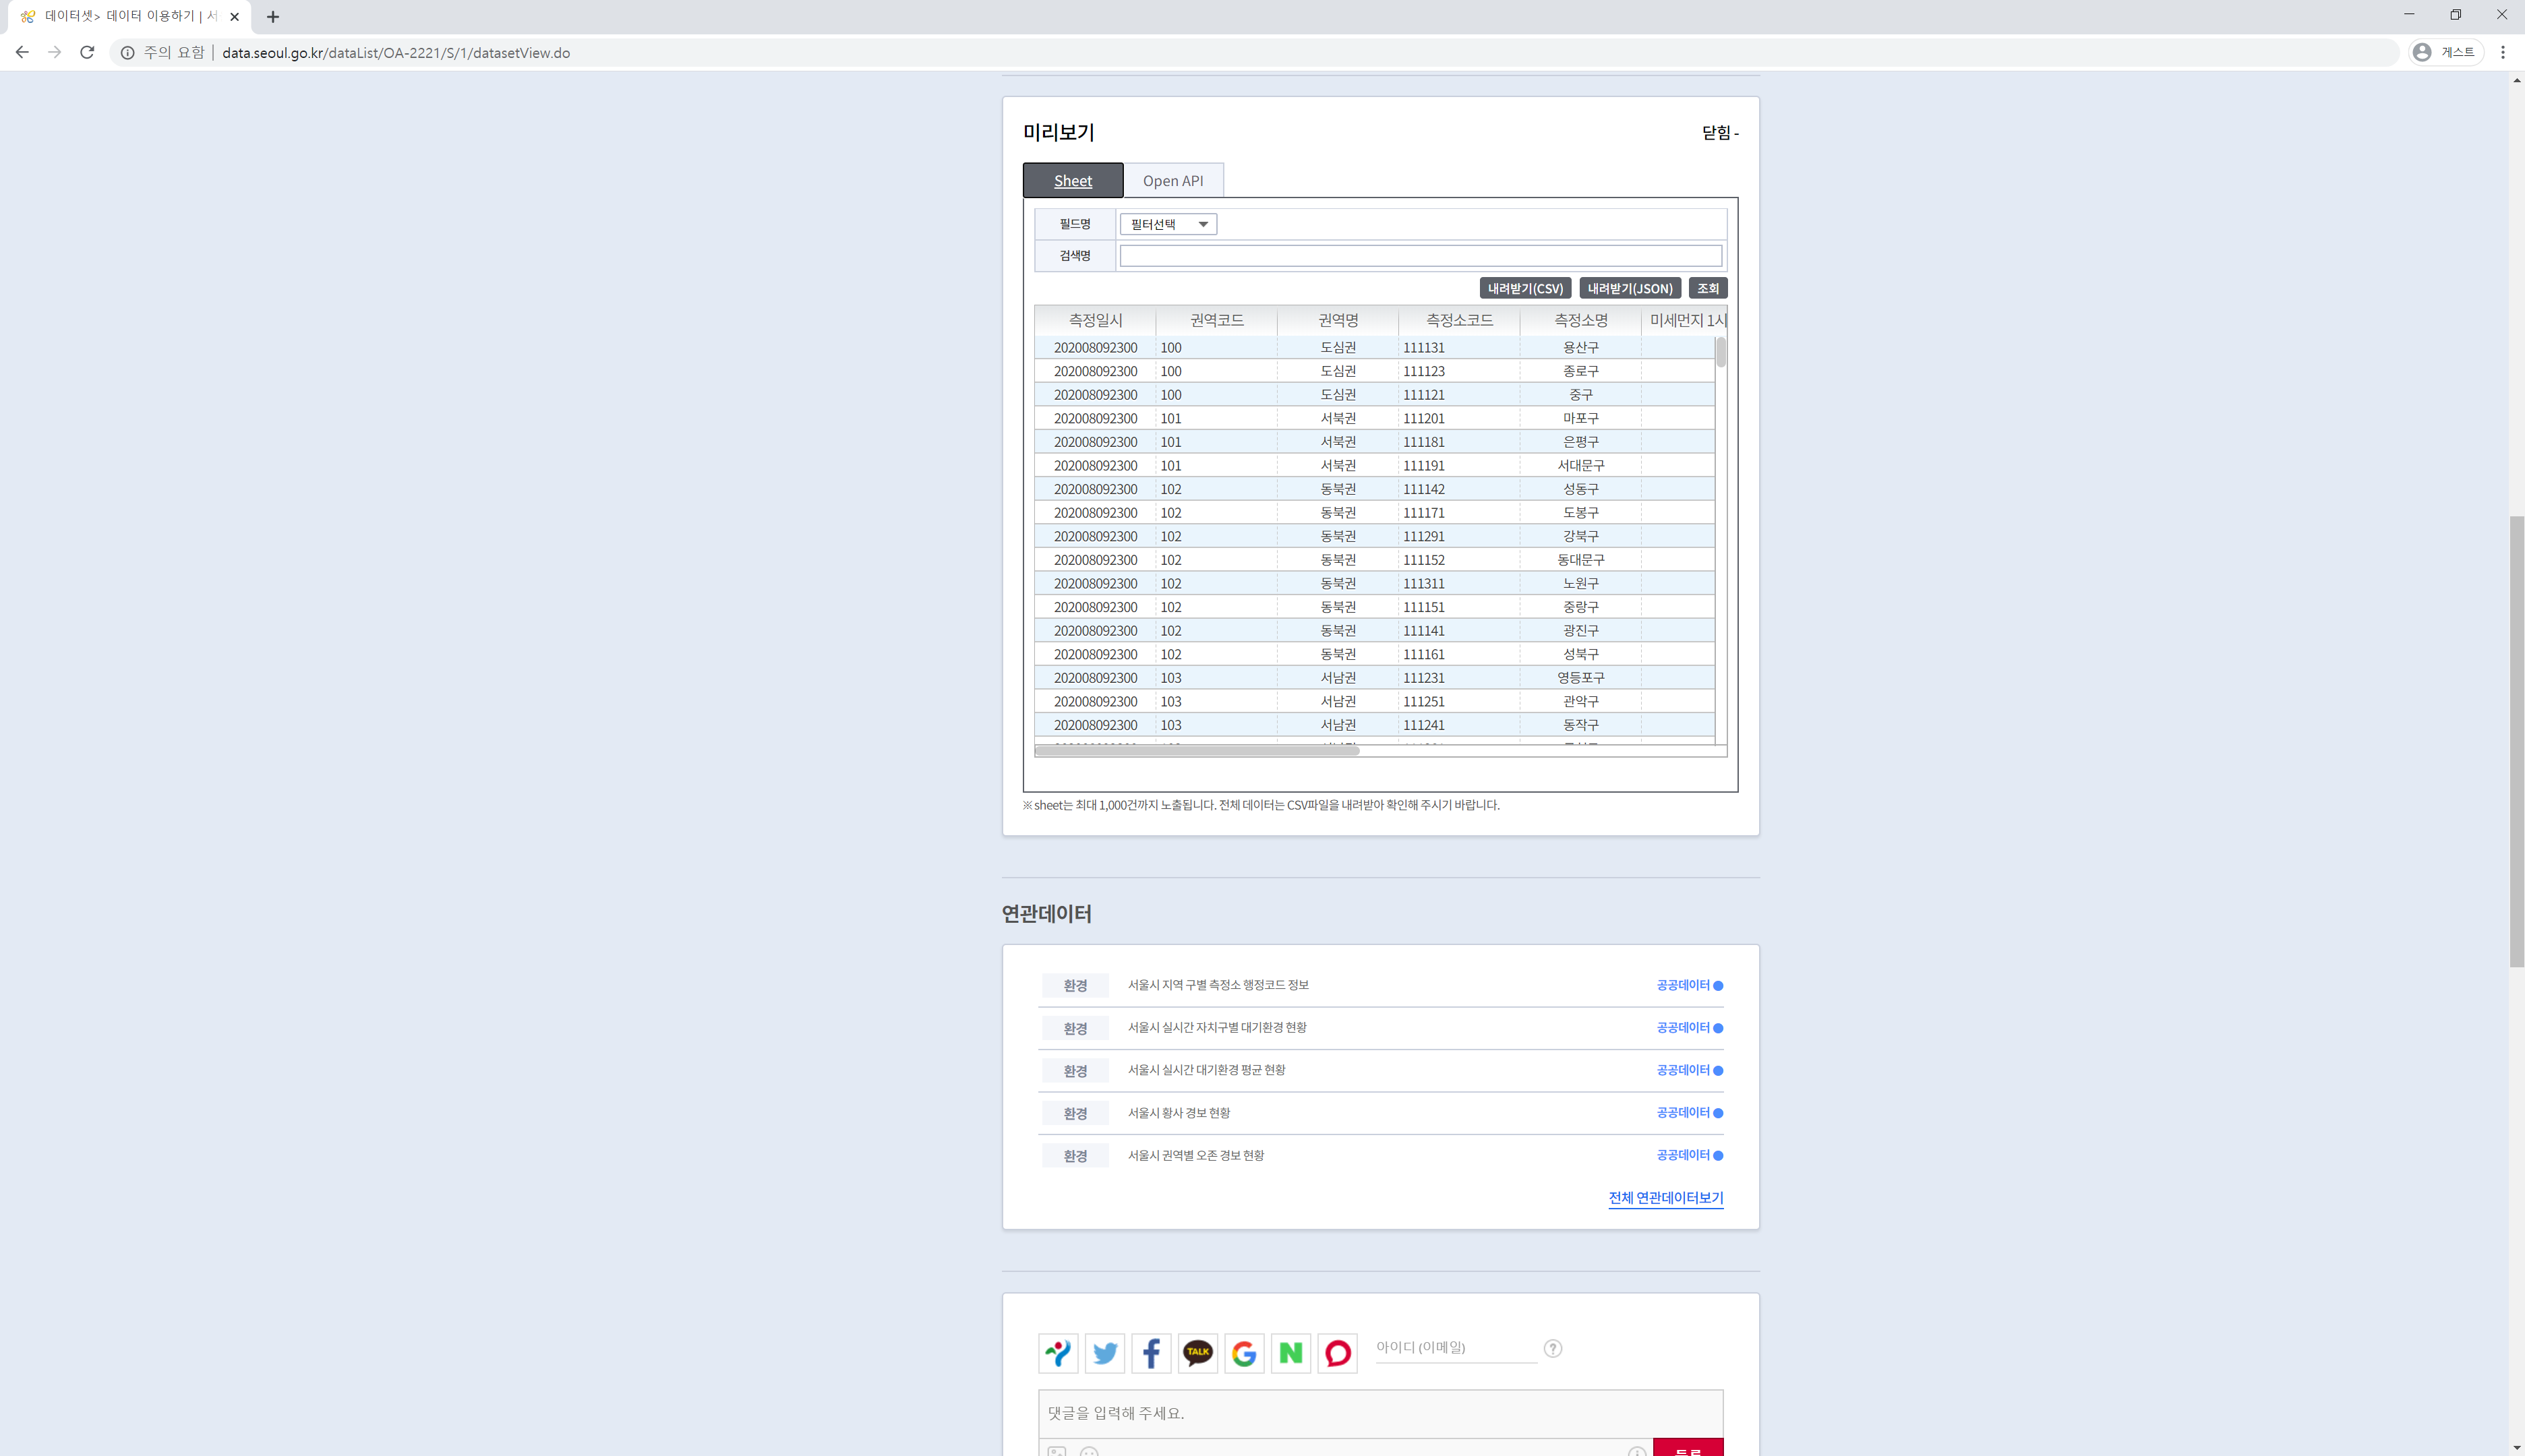 데이터셋> 데이터 이용하기 | 서
주의 요함 | data.seoul.go.kr/dataList/OA-2221/S/1/datasetView.do
게스트
미리보기
닫힘 -
Sheet
Open API
필드명
필터선택
검색명
내려받기(CSV)
내려받기(JSON)
조회
측정일시 권역코드 권역명 측정소코드 측정소명 미세먼지 1시
202008092300 100 도심권 111131 용산구
202008092300 100 도심권 111123 종로구
202008092300 100 도심권 111121 중구
202008092300 101 서북권 111201 마포구
202008092300 101 서북권 111181 은평구
202008092300 101 서북권 111191 서대문구
202008092300 102 동북권 111142 성동구
202008092300 102 동북권 111171 도봉구
202008092300 102 동북권 111291 강북구
202008092300 102 동북권 111152 동대문구
202008092300 102 동북권 111311 노원구
202008092300 102 동북권 111151 중랑구
202008092300 102 동북권 111141 광진구
202008092300 102 동북권 111161 성북구
202008092300 103 서남권 111231 영등포구
202008092300 103 서남권 111251 관악구
202008092300 103 서남권 111241 동작구
※ sheet는 최대 1,000건까지 노출됩니다. 전체 데이터는 CSV파일을 내려받아 확인해 주시기 바랍니다.
연관데이터
환경 서울시 지역 구별 측정소 행정코드 정보 공공데이터
환경 서울시 실시간 자치구별 대기환경 현황 공공데이터
환경 서울시 실시간 대기환경 평균 현황 공공데이터
환경 서울시 황사 경보 현황 공공데이터
환경 서울시 권역별 오존 경보 현황 공공데이터
전체 연관데이터보기
TALK
아이디 (이메일)
댓글을 입력해 주세요.
등록